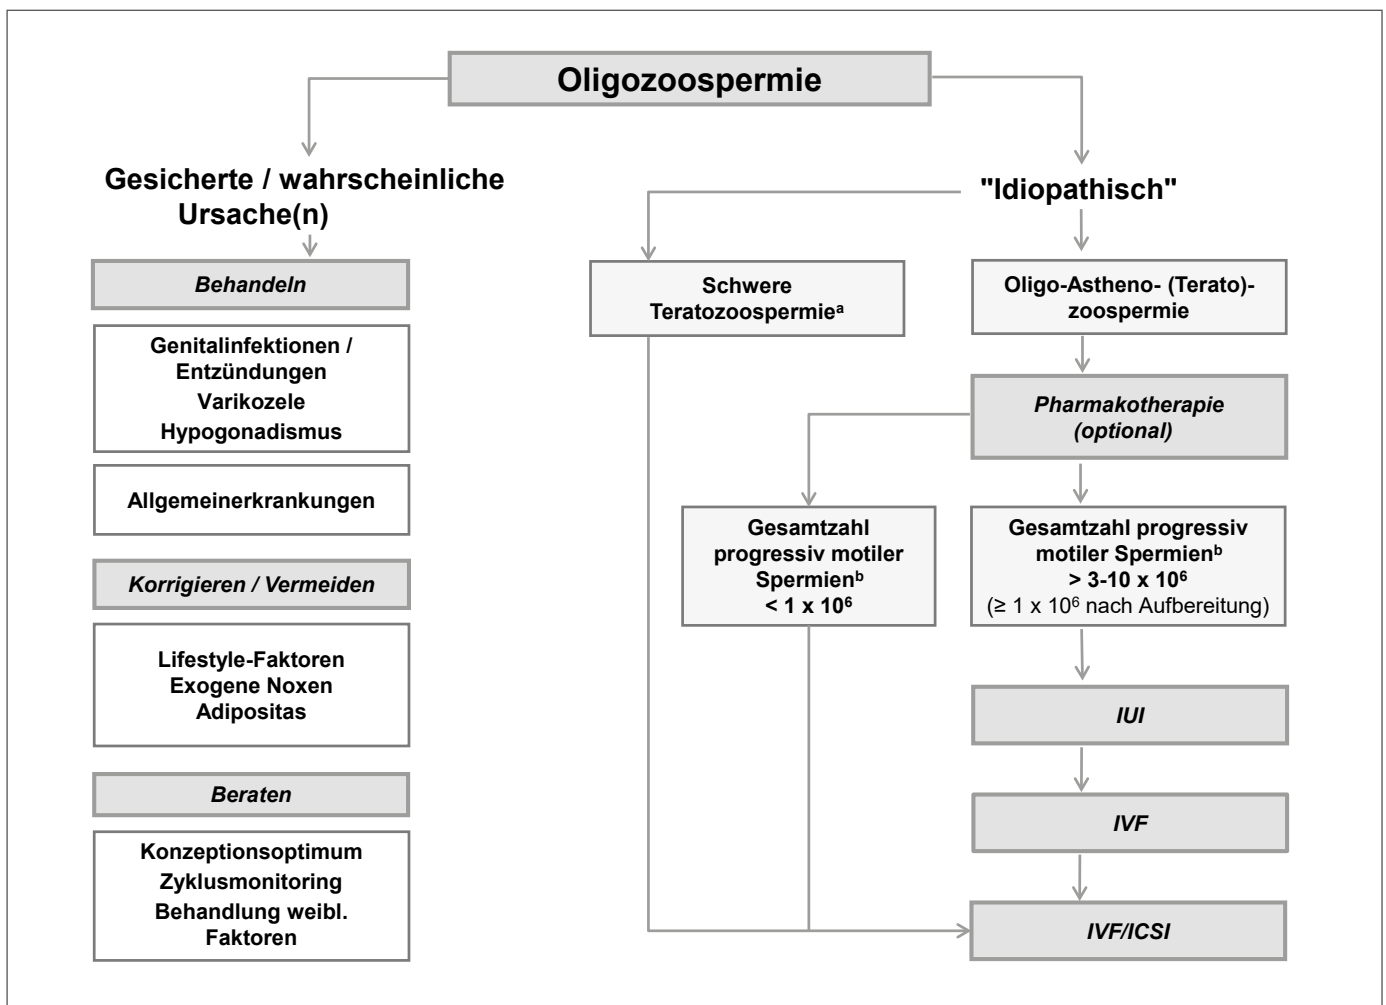 Oligozoospermie
Gesicherte / wahrscheinliche
Ursache(n)
Behandeln
Genitalinfektionen /
Entzündungen
Varikozele
Hypogonadismus
Allgemeinerkrankungen
Korrigieren / Vermeiden
Lifestyle-Faktoren
Exogene Noxen
Adipositas
Beraten
Konzeptionsoptimum
Zyklusmonitoring
Behandlung weibl.
Faktoren
"Idiopathisch"
Schwere
Teratozoospermieᵃ
Oligo-Astheno- (Terato)-
zoospermie
Pharmakotherapie
(optional)
Gesamtzahl
progressiv motiler
Spermienᵇ
< 1 x 10⁶
Gesamtzahl progressiv
motiler Spermienᵇ
> 3-10 x 10⁶
(≥ 1 x 10⁶ nach Aufbereitung)
IUI
IVF
IVF/ICSI